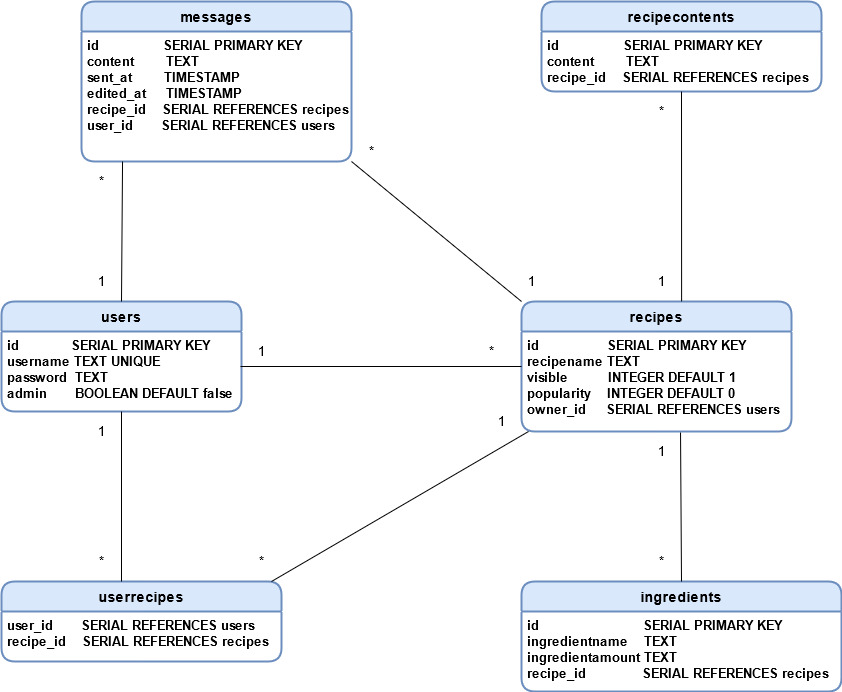 messages
id SERIAL PRIMARY KEY
content TEXT
sent_at TIMESTAMP
edited_at TIMESTAMP
recipe_id SERIAL REFERENCES recipes
user_id SERIAL REFERENCES users
recipecontents
id SERIAL PRIMARY KEY
content TEXT
recipe_id SERIAL REFERENCES recipes
*
*
*
1
1
1
users
id SERIAL PRIMARY KEY
username TEXT UNIQUE
password TEXT
admin BOOLEAN DEFAULT false
1
*
recipes
id SERIAL PRIMARY KEY
recipename TEXT
visible INTEGER DEFAULT 1
popularity INTEGER DEFAULT 0
owner_id SERIAL REFERENCES users
1
1
1
*
*
*
userrecipes
user_id SERIAL REFERENCES users
recipe_id SERIAL REFERENCES recipes
ingredients
id SERIAL PRIMARY KEY
ingredientname TEXT
ingredientamount TEXT
recipe_id SERIAL REFERENCES recipes